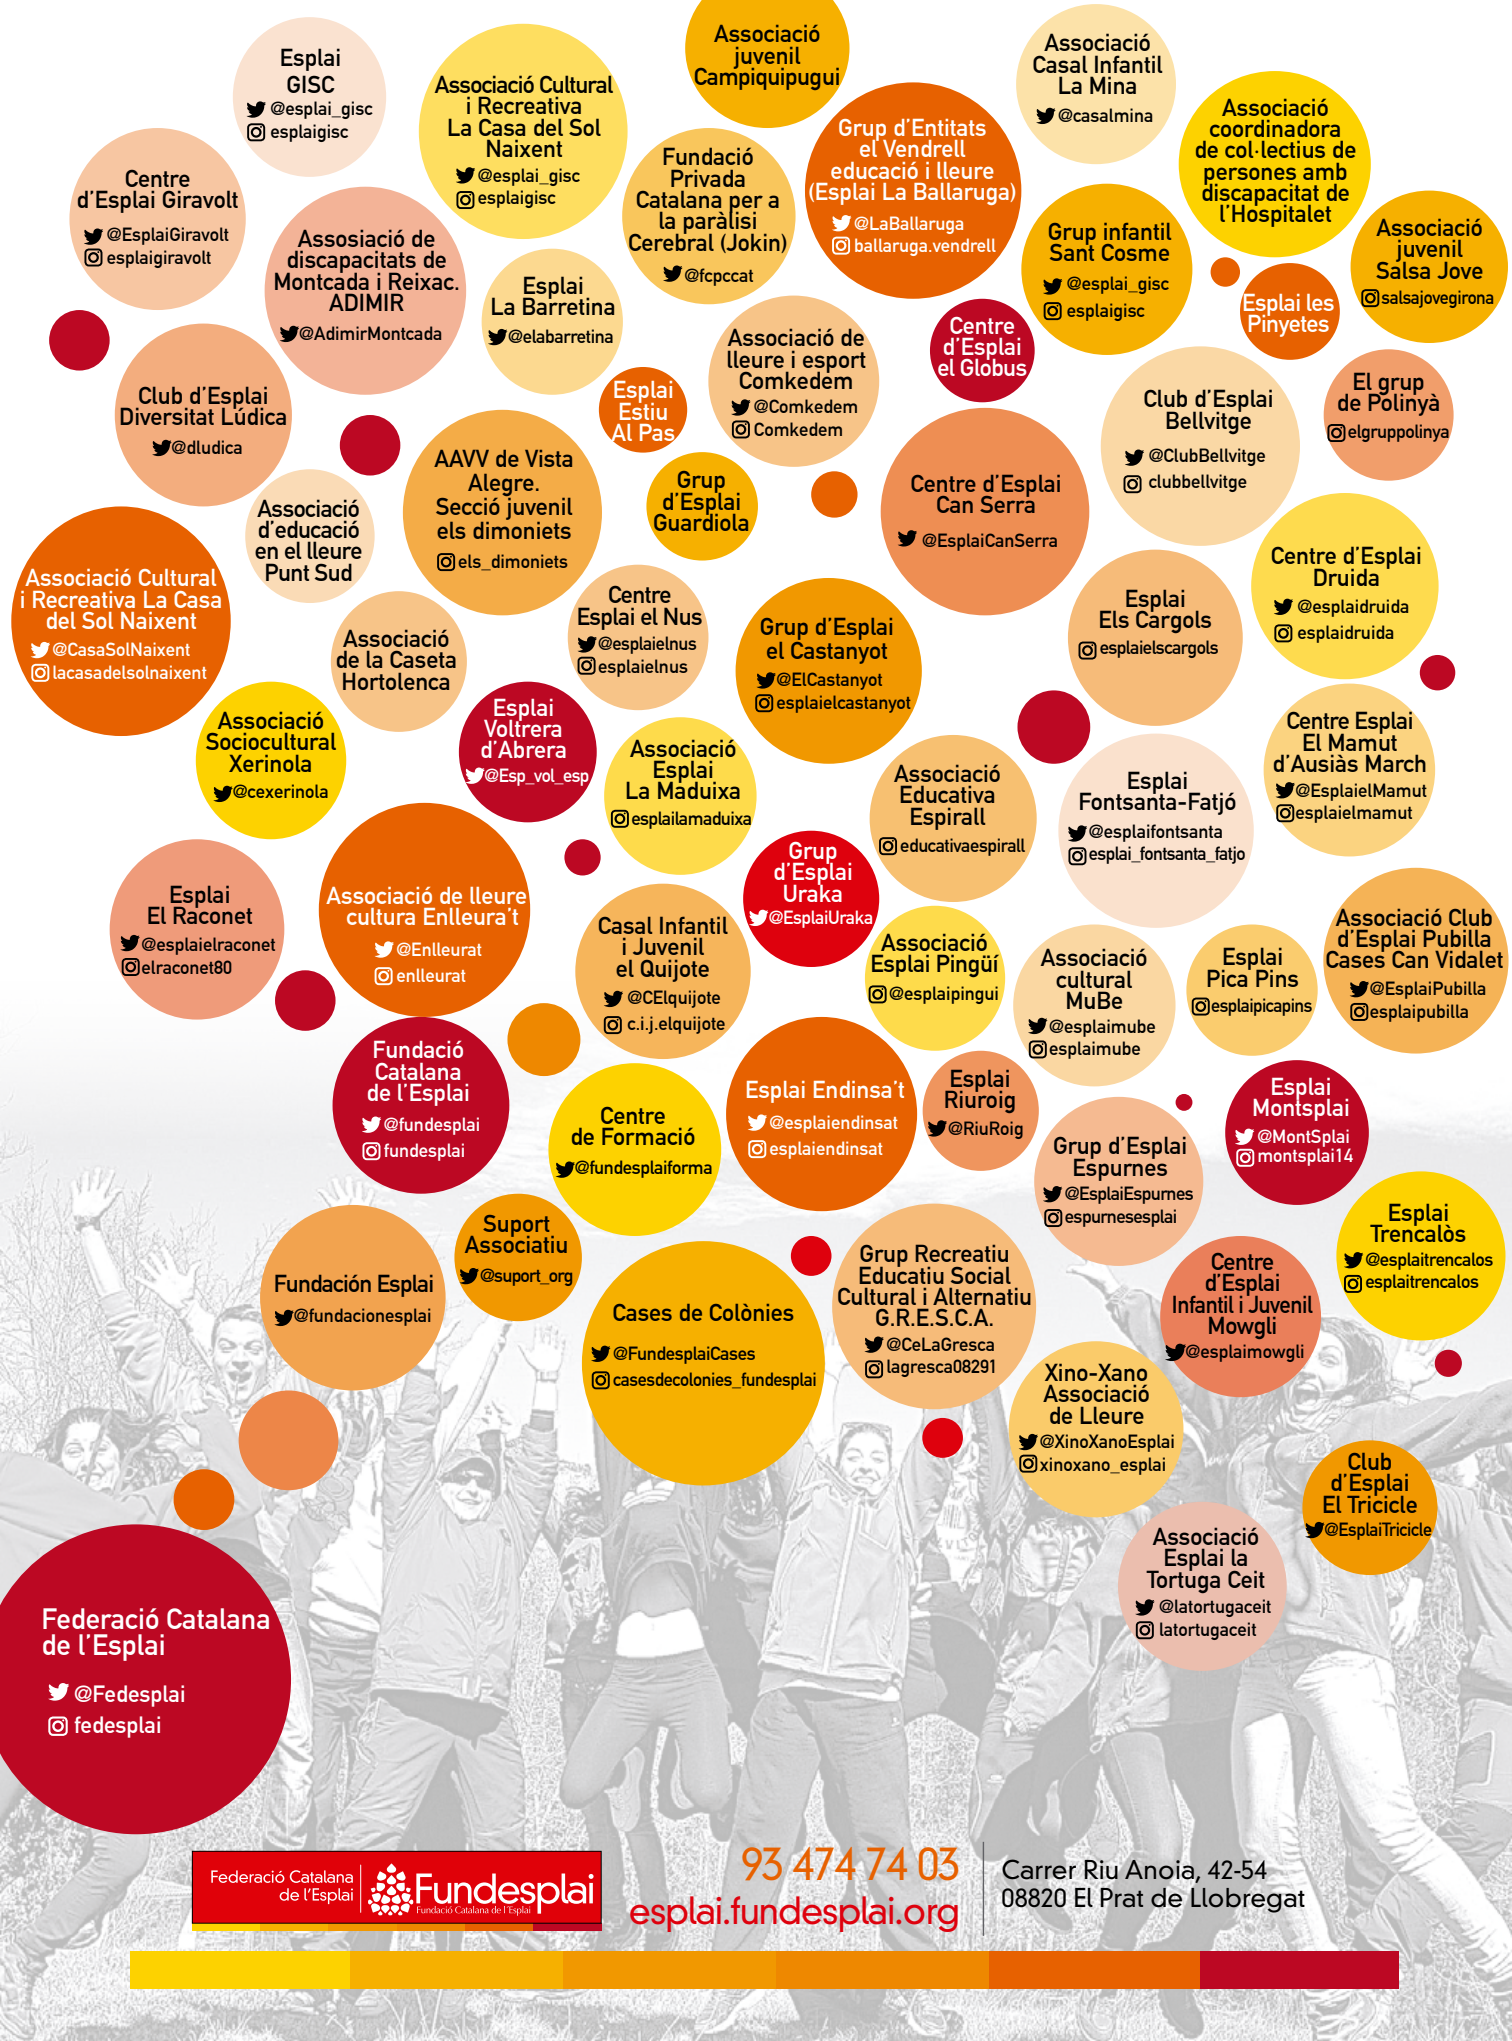 Associació
juvenil
Campiquipugui
Esplai
GISC
@esplai_gisc
esplaigisc
Associació Cultural
i Recreativa
La Casa del Sol
Naixent
@esplai_gisc
esplaigisc
Associació
Casal Infantil
La Mina
@casalmina
Grup d'Entitats
el Vendrell
educació i lleure
(Esplai La Ballaruga)
@LaBallaruga
ballaruga.vendrell
Associació
coordinadora
de col·lectius de
persones amb
discapacitat de
l'Hospitalet
Centre
d'Esplai Giravolt
@EsplaiGiravolt
esplaigiravolt
Fundació
Privada
Catalana per a
la paràlisi
Cerebral (Jokin)
@fcpccat
Assosiació de
discapacitats de
Montcada i Reixac.
ADIMIR
@AdimirMontcada
Grup infantil
Sant Cosme
@esplai_gisc
esplaigisc
Associació
juvenil
Salsa Jove
salsajovegirona
Esplai
La Barretina
@elabarretina
Esplai les
Pinyetes
Associació de
lleure i esport
Comkedem
@Comkedem
Comkedem
Centre
d'Esplai
el Globus
Club d'Esplai
Diversitat Lúdica
@dludica
Esplai
Estiu
Al Pas
Club d'Esplai
Bellvitge
@ClubBellvitge
clubbellvitge
El grup
de Polinyà
elgruppolinya
AAVV de Vista
Alegre.
Secció juvenil
els dimoniets
els_dimoniets
Grup
d'Esplai
Guardiola
Centre d'Esplai
Can Serra
@EsplaiCanSerra
Associació
d'educació
en el lleure
Punt Sud
Centre d'Esplai
Druida
@esplaidruida
esplaidruida
Associació Cultural
i Recreativa La Casa
del Sol Naixent
@CasaSolNaixent
lacasadelsolnaixent
Centre
Esplai el Nus
@esplaielnus
esplaielnus
Esplai
Els Cargols
esplaielscargols
Associació
de la Caseta
Hortolenca
Grup d'Esplai
el Castanyot
@ElCastanyot
esplaielcastanyot
Associació
Sociocultural
Xerinola
@cexerinola
Esplai
Voltrera
d'Abrera
@Esp_vol_esp
Associació
Esplai
La Maduixa
esplailamaduixa
Centre Esplai
El Mamut
d'Ausiàs March
@EsplaielMamut
esplaielmamut
Associació
Educativa
Espirall
educativaespirall
Esplai
Fontsanta-Fatjó
@esplaifontsanta
esplai_fontsanta_fatjo
Grup
d'Esplai
Uraka
@EsplaiUraka
Esplai
El Raconet
@esplaielraconet
elraconet80
Associació de lleure
cultura Enlleura't
@Enlleurat
enlleurat
Casal Infantil
i Juvenil
el Quijote
@CElquijote
c.i.j.elquijote
Associació
Esplai Pingüí
@esplaipingui
Associació
cultural
MuBe
@esplaimube
esplaimube
Esplai
Pica Pins
esplaipicapins
Associació Club
d'Esplai Pubilla
Cases Can Vidalet
@EsplaiPubilla
esplaipubilla
Fundació
Catalana
de l'Esplai
@fundesplai
fundesplai
Centre
de Formació
@fundesplaiforma
Esplai Endinsa't
@esplaiendinsat
esplaiendinsat
Esplai
Riuroig
@RiuRoig
Esplai
Montsplai
@MontSplai
montsplai14
Grup d'Esplai
Espurnes
@EsplaiEspurnes
espurnesesplai
Esplai
Trencalòs
@esplaitrencalos
esplaitrencalos
Suport
Associatiu
@suport_org
Fundación Esplai
@fundacionesplai
Grup Recreatiu
Educatiu Social
Cultural i Alternatiu
G.R.E.S.C.A.
@CeLaGresca
lagresca08291
Centre
d'Esplai
Infantil i Juvenil
Mowgli
@esplaimowgli
Cases de Colònies
@FundesplaiCases
casesdecolonies_fundesplai
Xino-Xano
Associació
de Lleure
@XinoXanoEsplai
xinoxano_esplai
Club
d'Esplai
El Tricicle
@EsplaiTricicle
Associació
Esplai la
Tortuga Ceit
@latortugaceit
latortugaceit
Federació Catalana
de l'Esplai
@Fedesplai
fedesplai
Federació Catalana
de l'Esplai
Fundesplai
Fundació Catalana de l'Esplai
93 474 74 03
esplai.fundesplai.org
Carrer Riu Anoia, 42-54
08820 El Prat de Llobregat